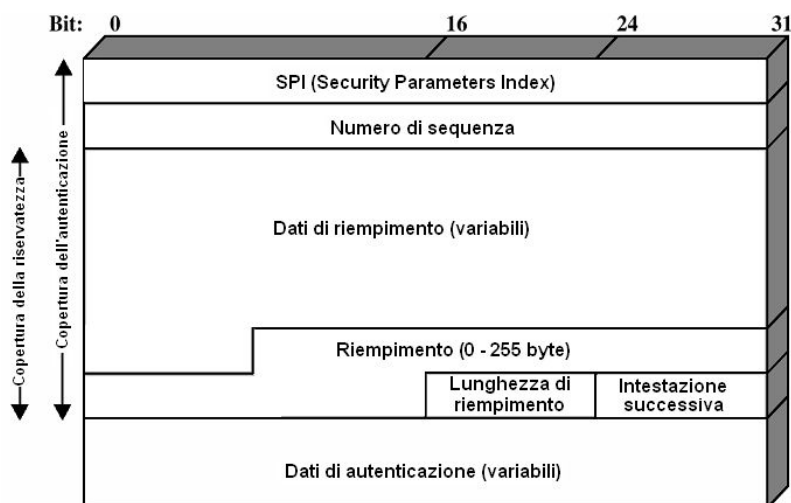 Bit: 0 16 24 31
SPI (Security Parameters Index)
Numero di sequenza
Dati di riempimento (variabili)
Riempimento (0 - 255 byte)
Lunghezza di
riempimento
Intestazione
successiva
Dati di autenticazione (variabili)
Copertura della riservatezza
Copertura dell'autenticazione